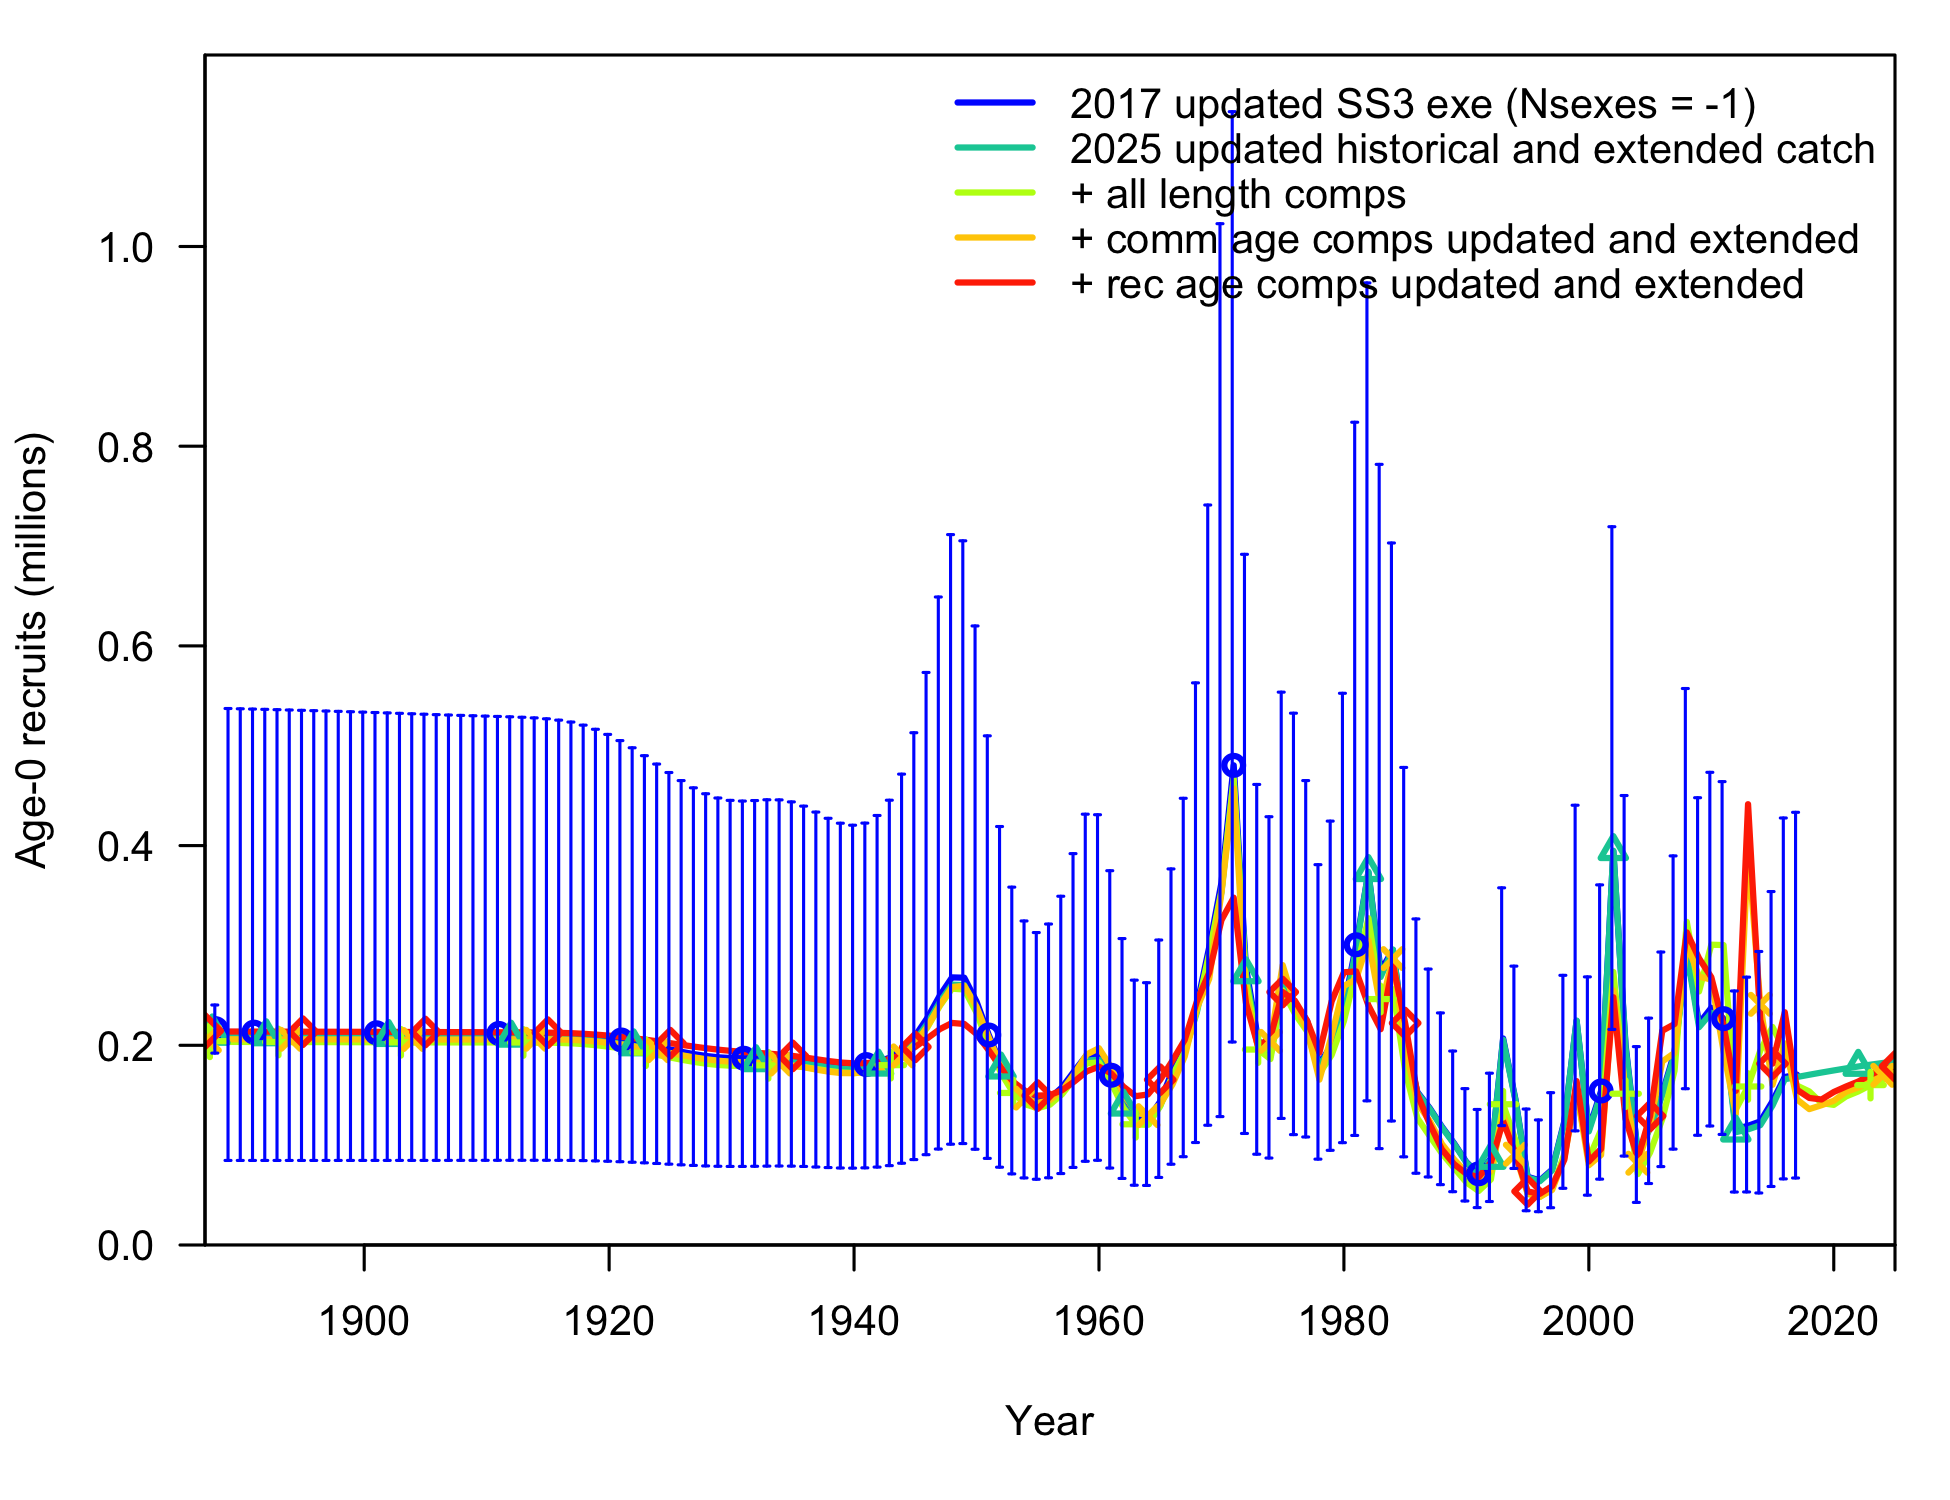 2017 updated SS3 exe (Nsexes = -1)
2025 updated historical and extended catch
+ all length comps
+ comm age comps updated and extended
+ rec age comps updated and extended
Age-0 recruits (millions)
1.0
0.8
0.6
0.4
0.2
0.0
1900 1920 1940 1960 1980 2000 2020
Year